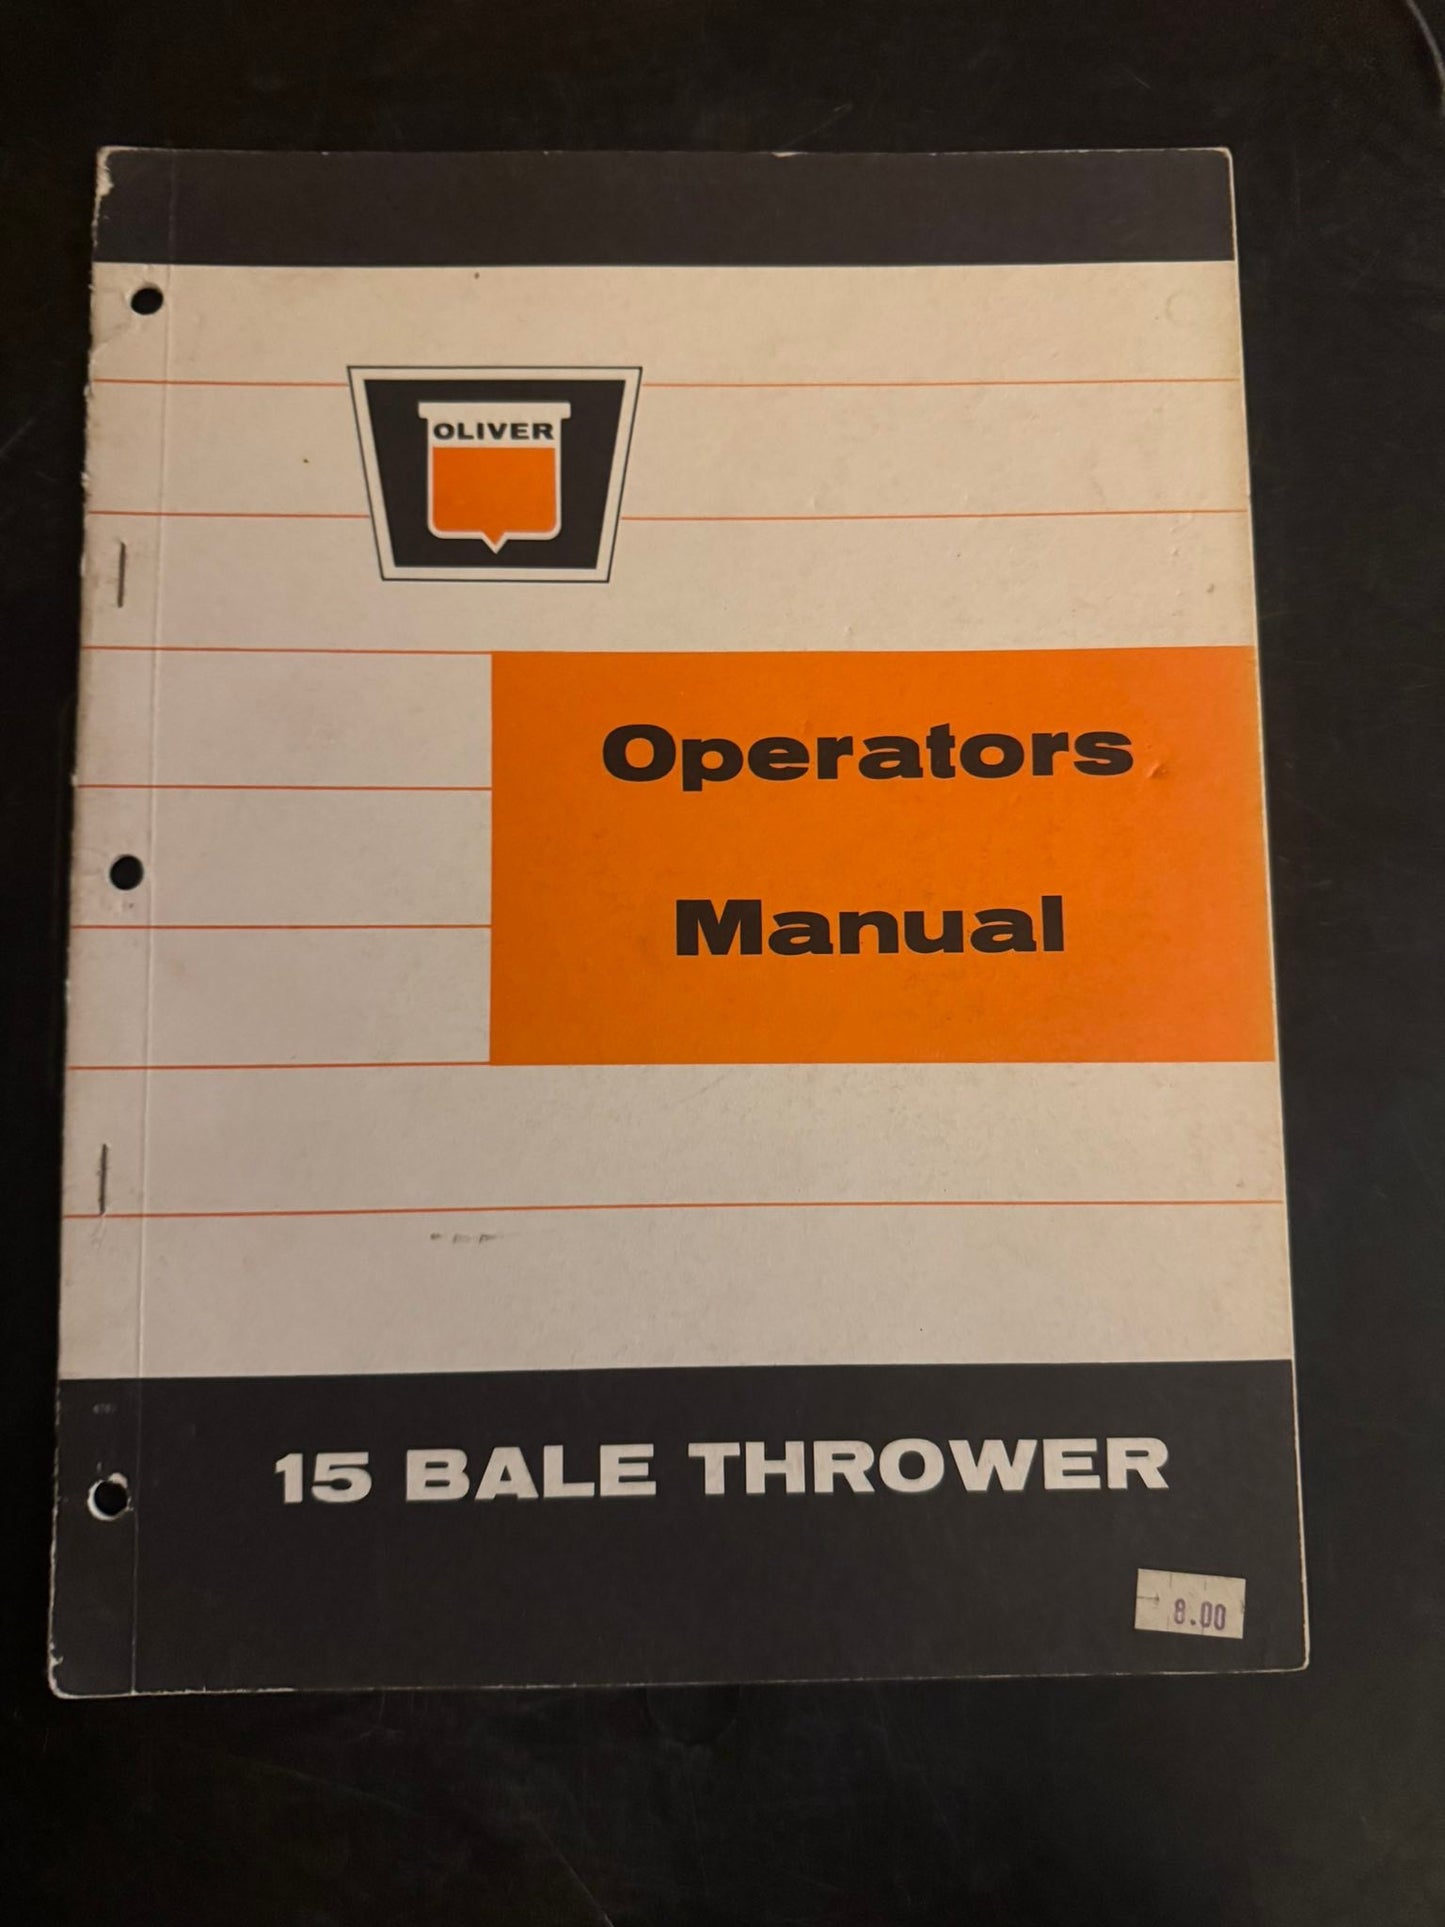 OLIVER
Operators
Manual
15 BALE THROWER
8.00